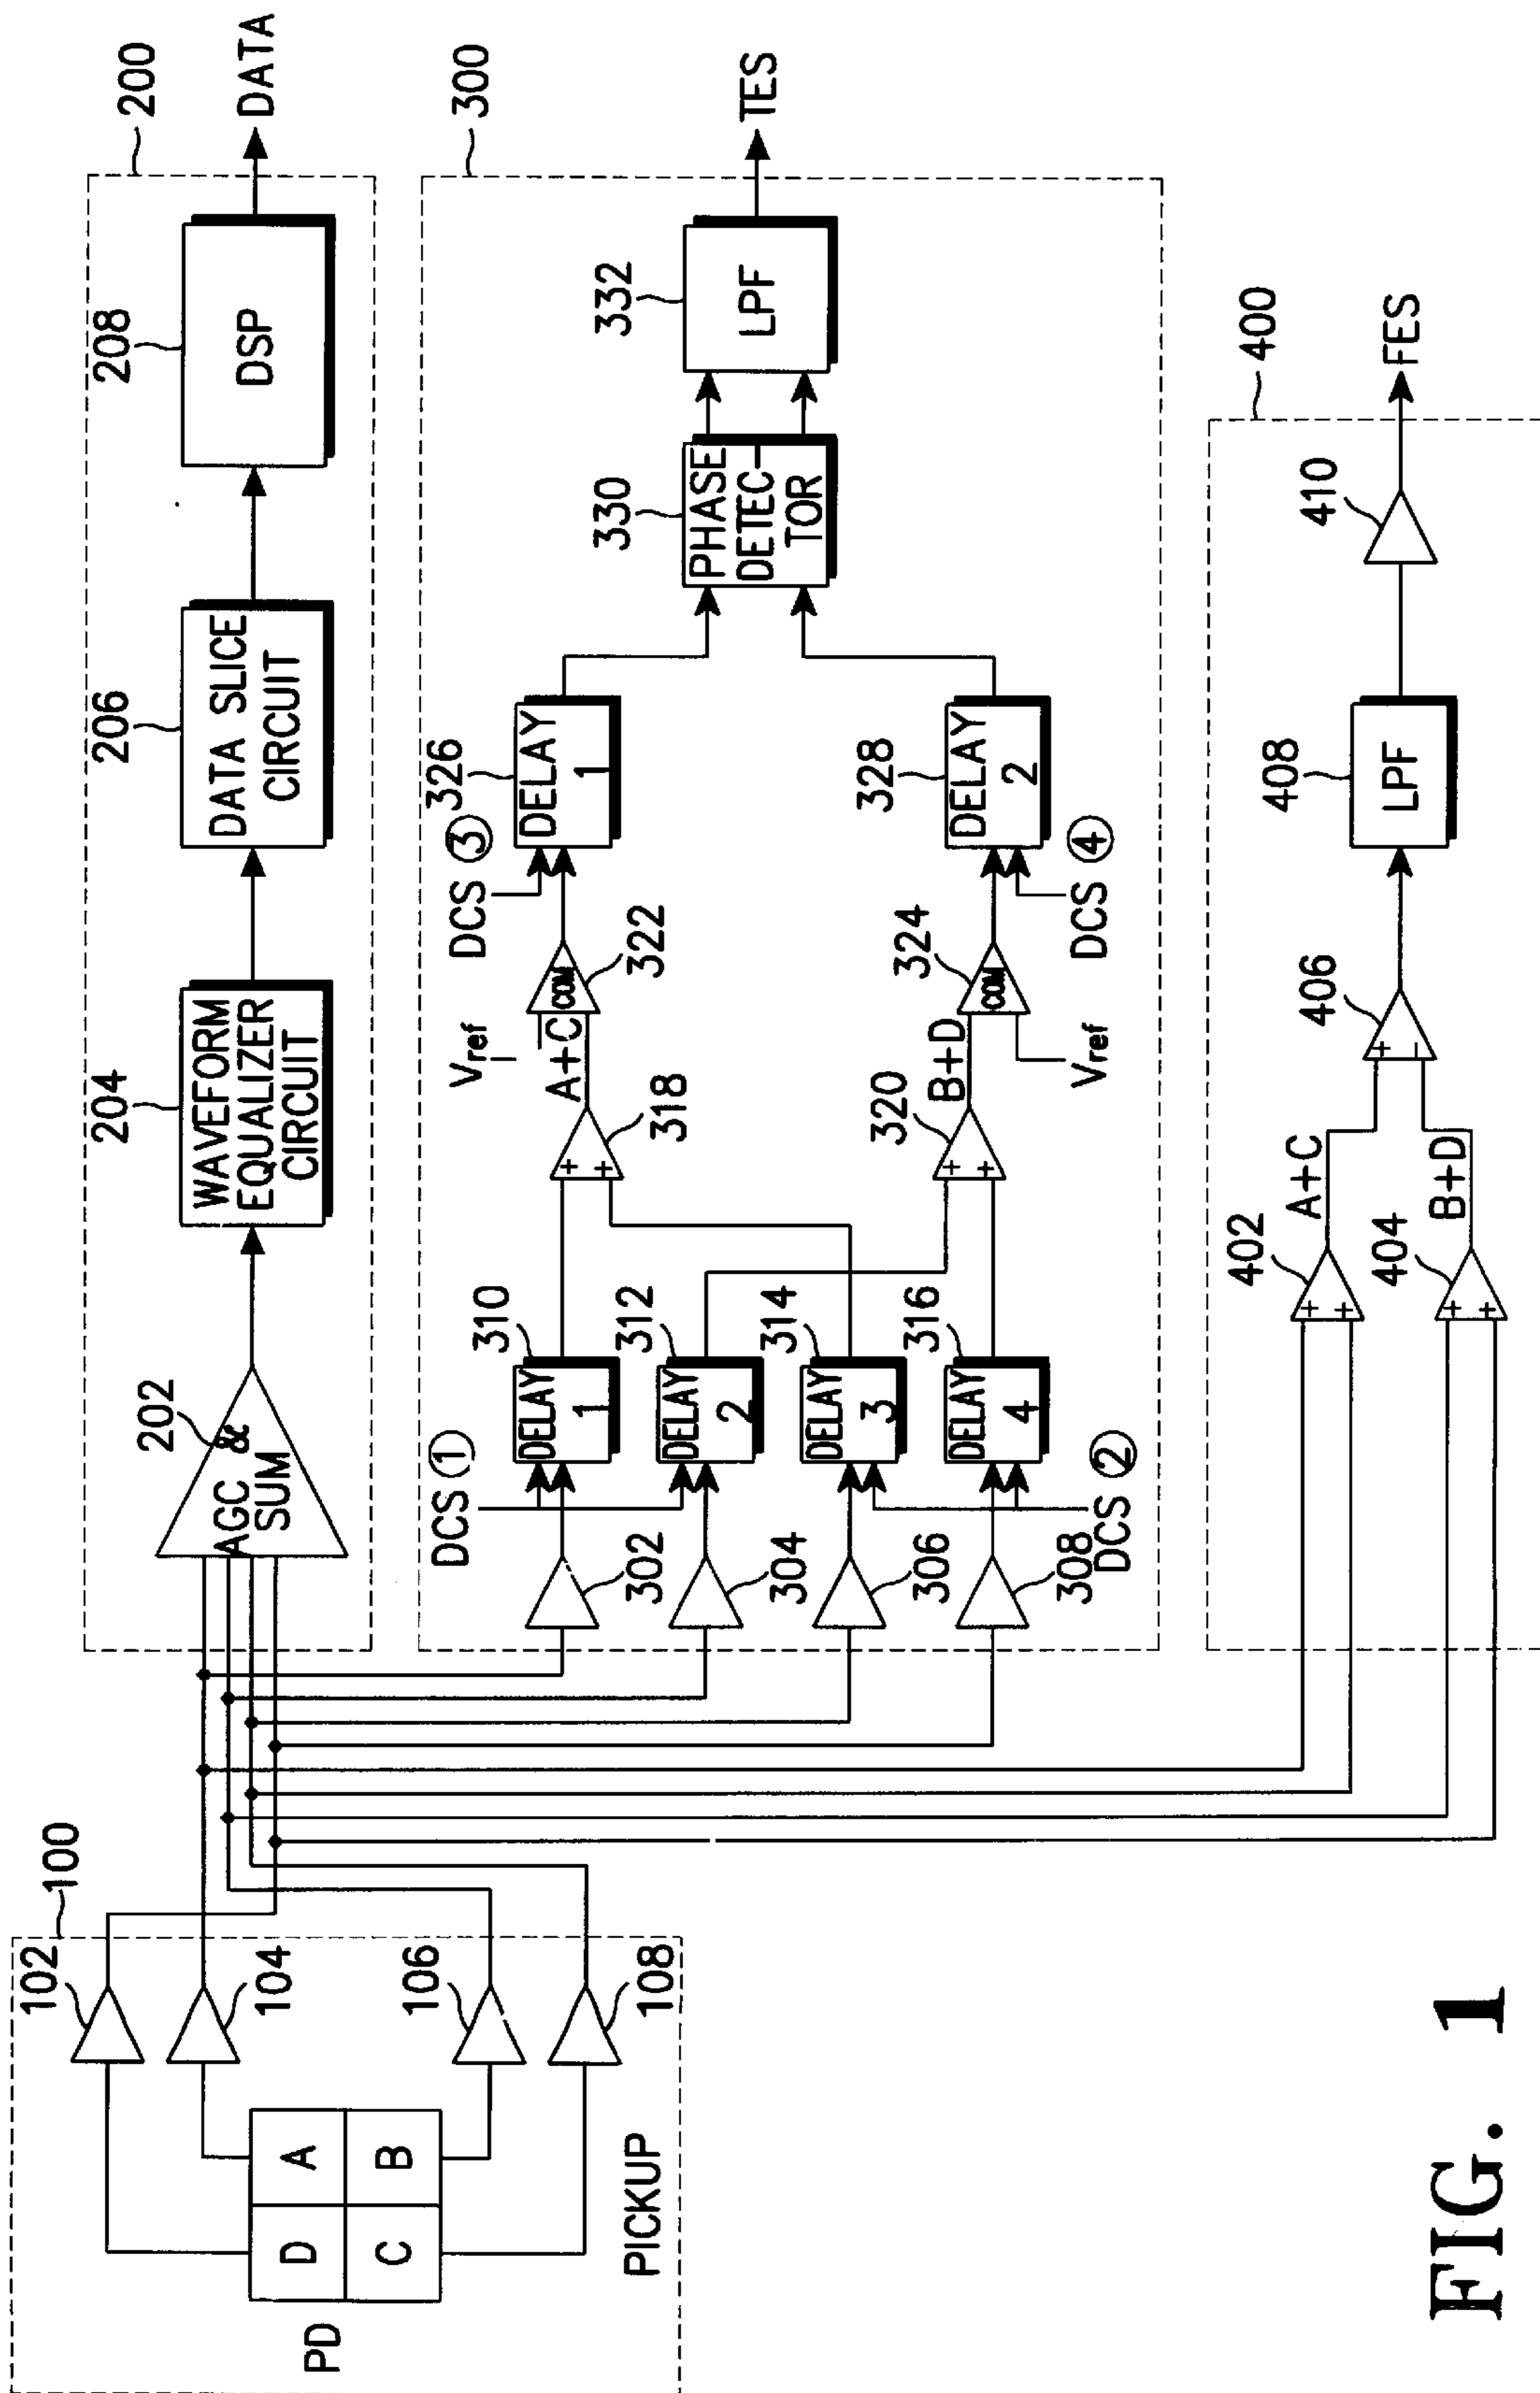 100
102
104
106
108
D
A
C
B
PD
PICKUP
200
202
AGC &
SUM
204
WAVEFORM
EQUALIZER
CIRCUIT
206
DATA SLICE
CIRCUIT
208
DSP
DATA
300
DCS ①
302
304
306
308
DCS ②
310
DELAY
1
312
DELAY
2
314
DELAY
3
316
DELAY
4
+
+
318
+
+
320
A+C
B+D
Vref
Vref
COM
322
COM
324
DCS ③
DCS ④
326
DELAY
1
328
DELAY
2
330
PHASE
DETEC-
TOR
332
LPF
TES
400
402
+
+
404
+
+
A+C
B+D
406
+
−
408
LPF
410
FES
FIG. 1